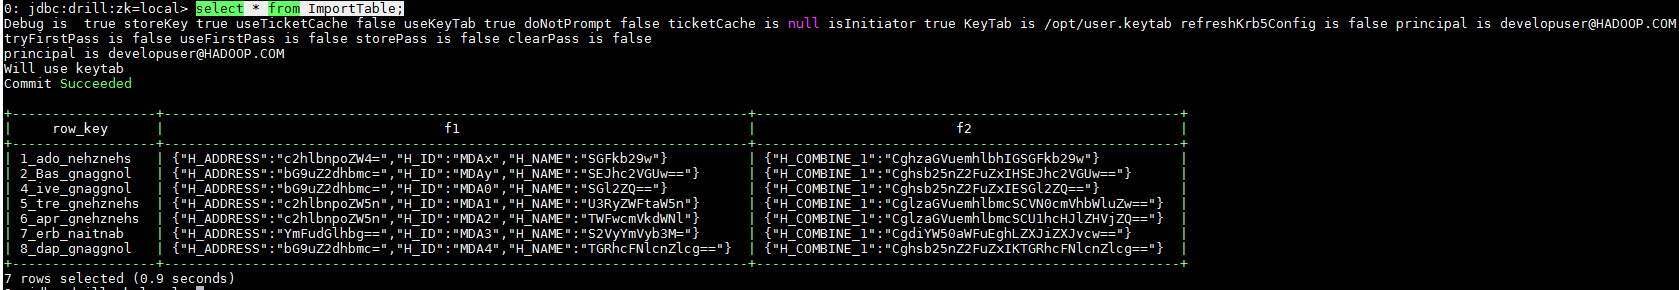 0: jdbc:drill:zk=local> select * from ImportTable;
Debug is  true storeKey true useTicketCache false useKeyTab true doNotPrompt false ticketCache is null isInitiator true KeyTab is /opt/user.keytab refreshKrb5Config is false principal is developuser@HADOOP.COM
tryFirstPass is false useFirstPass is false storePass is false clearPass is false
principal is developuser@HADOOP.COM
Will use keytab
Commit Succeeded
| row_key | f1 | f2 |
| 1_ado_nehznehs | {"H_ADDRESS":"c2hlbnpoZW4=","H_ID":"MDAx","H_NAME":"SGFkb29w"} | {"H_COMBINE_1":"CghzaGVuemhlbhIGSGFkb29w"} |
| 2_Bas_gnaggnol | {"H_ADDRESS":"bG9uZ2dhbmc=","H_ID":"MDAy","H_NAME":"SEJhc2VGUw=="} | {"H_COMBINE_1":"Cghsb25nZ2FuZxIHSEJhc2VGUw=="} |
| 4_ive_gnaggnol | {"H_ADDRESS":"bG9uZ2dhbmc=","H_ID":"MDA0","H_NAME":"SGl2ZQ=="} | {"H_COMBINE_1":"Cghsb25nZ2FuZxIESGl2ZQ=="} |
| 5_tre_gnehznehs | {"H_ADDRESS":"c2hlbnpoZW5n","H_ID":"MDA1","H_NAME":"U3RyZWFtaW5n"} | {"H_COMBINE_1":"CglzaGVuemhlbmcSCVN0cmVhbWluZw=="} |
| 6_apr_gnehznehs | {"H_ADDRESS":"c2hlbnpoZW5n","H_ID":"MDA2","H_NAME":"TWFwcmVkdWNl"} | {"H_COMBINE_1":"CglzaGVuemhlbmcSCU1hcHJlZHVjZQ=="} |
| 7_erb_naitnab | {"H_ADDRESS":"YmFudGlhbg==","H_ID":"MDA3","H_NAME":"S2VyYmVyb3M="} | {"H_COMBINE_1":"CgdiYW50aWFuEghLZXJiZXJvcw=="} |
| 8_dap_gnaggnol | {"H_ADDRESS":"bG9uZ2dhbmc=","H_ID":"MDA4","H_NAME":"TGRhcFNlcnZlcg=="} | {"H_COMBINE_1":"Cghsb25nZ2FuZxIKTGRhcFNlcnZlcg=="} |
7 rows selected (0.9 seconds)